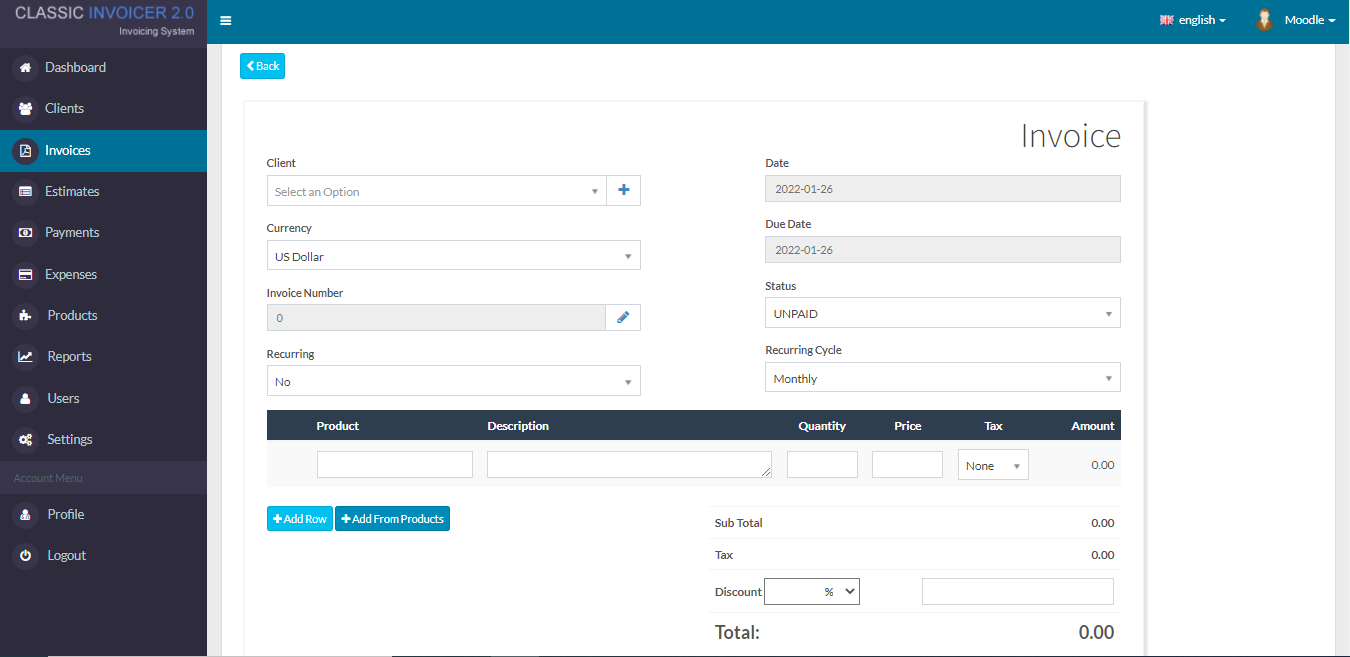 CLASSIC INVOICER 2.0
Invoicing System
english
Moodle
Dashboard
Clients
Invoices
Estimates
Payments
Expenses
Products
Reports
Users
Settings
Account Menu
Profile
Logout
Back
Invoice
Client
Select an Option
Date
2022-01-26
Currency
US Dollar
Due Date
2022-01-26
Invoice Number
0
Status
UNPAID
Recurring
No
Recurring Cycle
Monthly
Product Description Quantity Price Tax Amount
None 0.00
Add Row Add From Products
Sub Total 0.00
Tax 0.00
Discount %
Total: 0.00